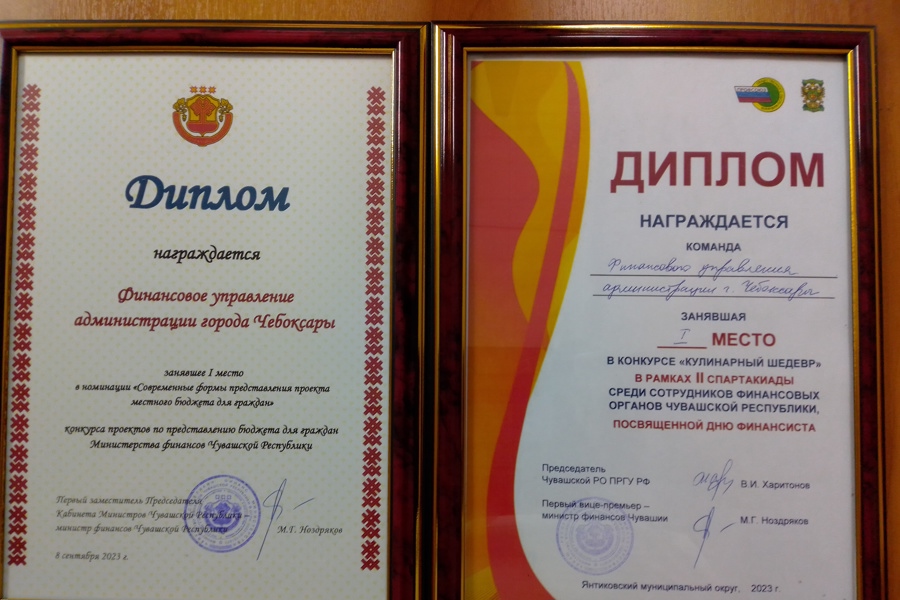 Диплом
награждается
Финансовое управление
администрации города Чебоксары
занявшее I место
в номинации «Современные формы представления проекта
местного бюджета для граждан»
конкурса проектов по представлению бюджета для граждан
Министерства финансов Чувашской Республики
Первый заместитель Председателя
Кабинета Министров Чувашской Республики –
министр финансов Чувашской Республики
М.Г. Ноздряков
8 сентября 2023 г.
ДИПЛОМ
НАГРАЖДАЕТСЯ
КОМАНДА
Финансового управления
администрации г. Чебоксары
ЗАНЯВШАЯ
I МЕСТО
В КОНКУРСЕ «КУЛИНАРНЫЙ ШЕДЕВР»
В РАМКАХ II СПАРТАКИАДЫ
СРЕДИ СОТРУДНИКОВ ФИНАНСОВЫХ
ОРГАНОВ ЧУВАШСКОЙ РЕСПУБЛИКИ,
ПОСВЯЩЕННОЙ ДНЮ ФИНАНСИСТА
Председатель
Чувашской РО ПРГУ РФ
В.И. Харитонов
Первый вице-премьер –
министр финансов Чувашии
М.Г. Ноздряков
Янтиковский муниципальный округ, 2023 г.